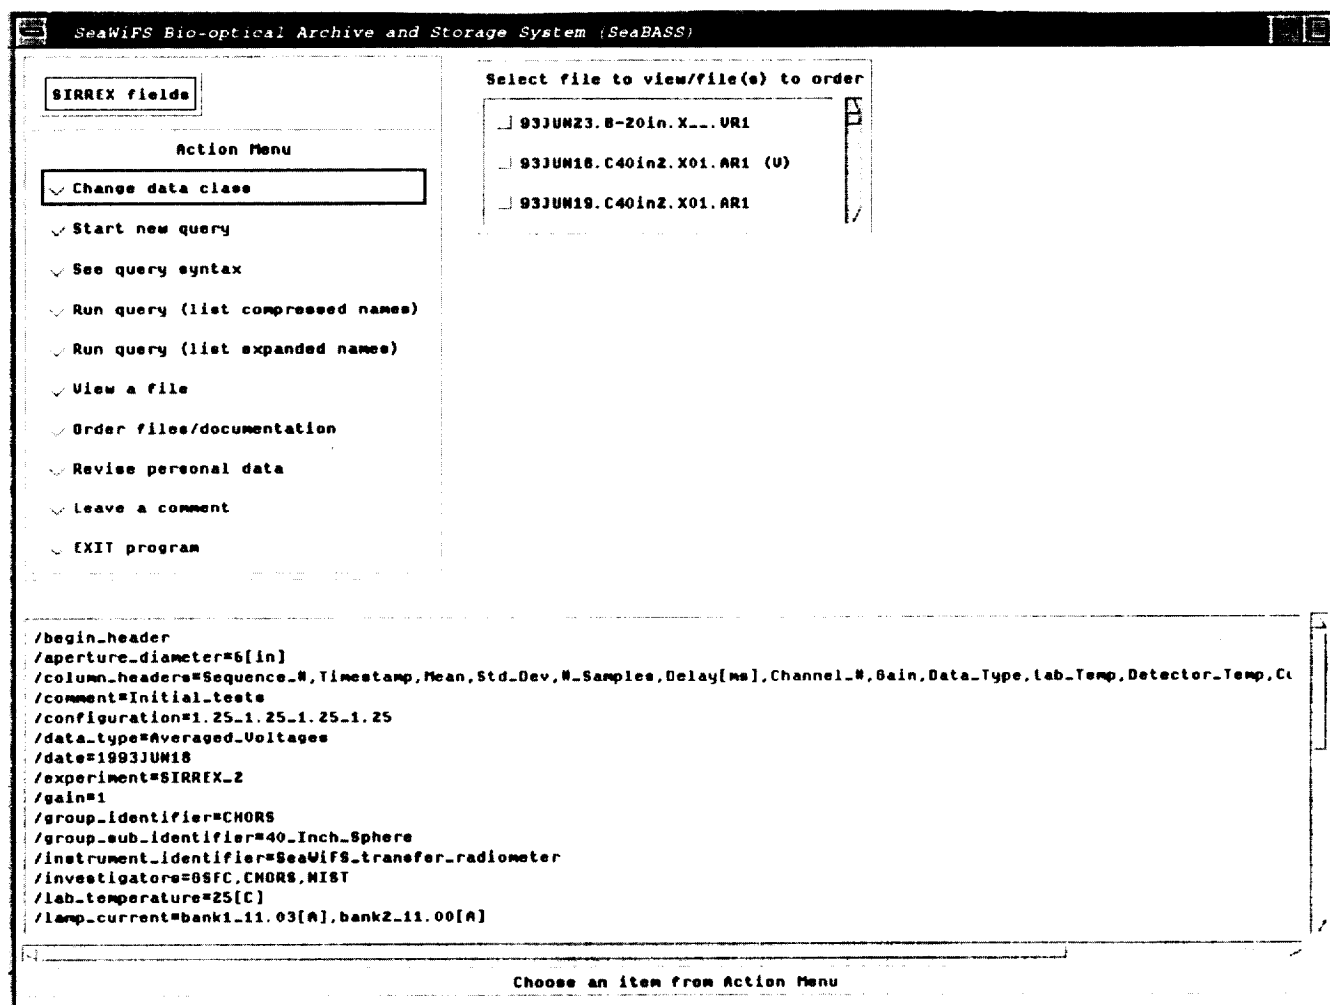 SeaWiFS Bio-optical Archive and Storage System (SeaBASS)
SIRREX fields
Action Menu
Change data class
Start new query
See query syntax
Run query (list compressed names)
Run query (list expanded names)
View a file
Order files/documentation
Revise personal data
Leave a comment
EXIT program
Select file to view/file(s) to order
93JUN23.8-20in.X__.VR1
93JUN18.C40in2.X01.AR1 (V)
93JUN19.C40in2.X01.AR1
/begin_header
/aperture_diameter=6[in]
/column_headers=Sequence_#,Timestamp,Mean,Std_Dev,#_Samples,Delay[ms],Channel_#,Gain,Data_Type,Lab_Temp,Detector_Temp,Cu
/comment=Initial_tests
/configuration=1.25_1.25_1.25_1.25
/data_type=Averaged_Voltages
/date=1993JUN18
/experiment=SIRREX_2
/gain=1
/group_identifier=CHORS
/group_sub_identifier=40_Inch_Sphere
/instrument_identifier=SeaWiFS_transfer_radiometer
/investigators=GSFC,CHORS,NIST
/lab_temperature=25[C]
/lamp_current=bank1_11.03[A],bank2_11.00[A]
Choose an item from Action Menu